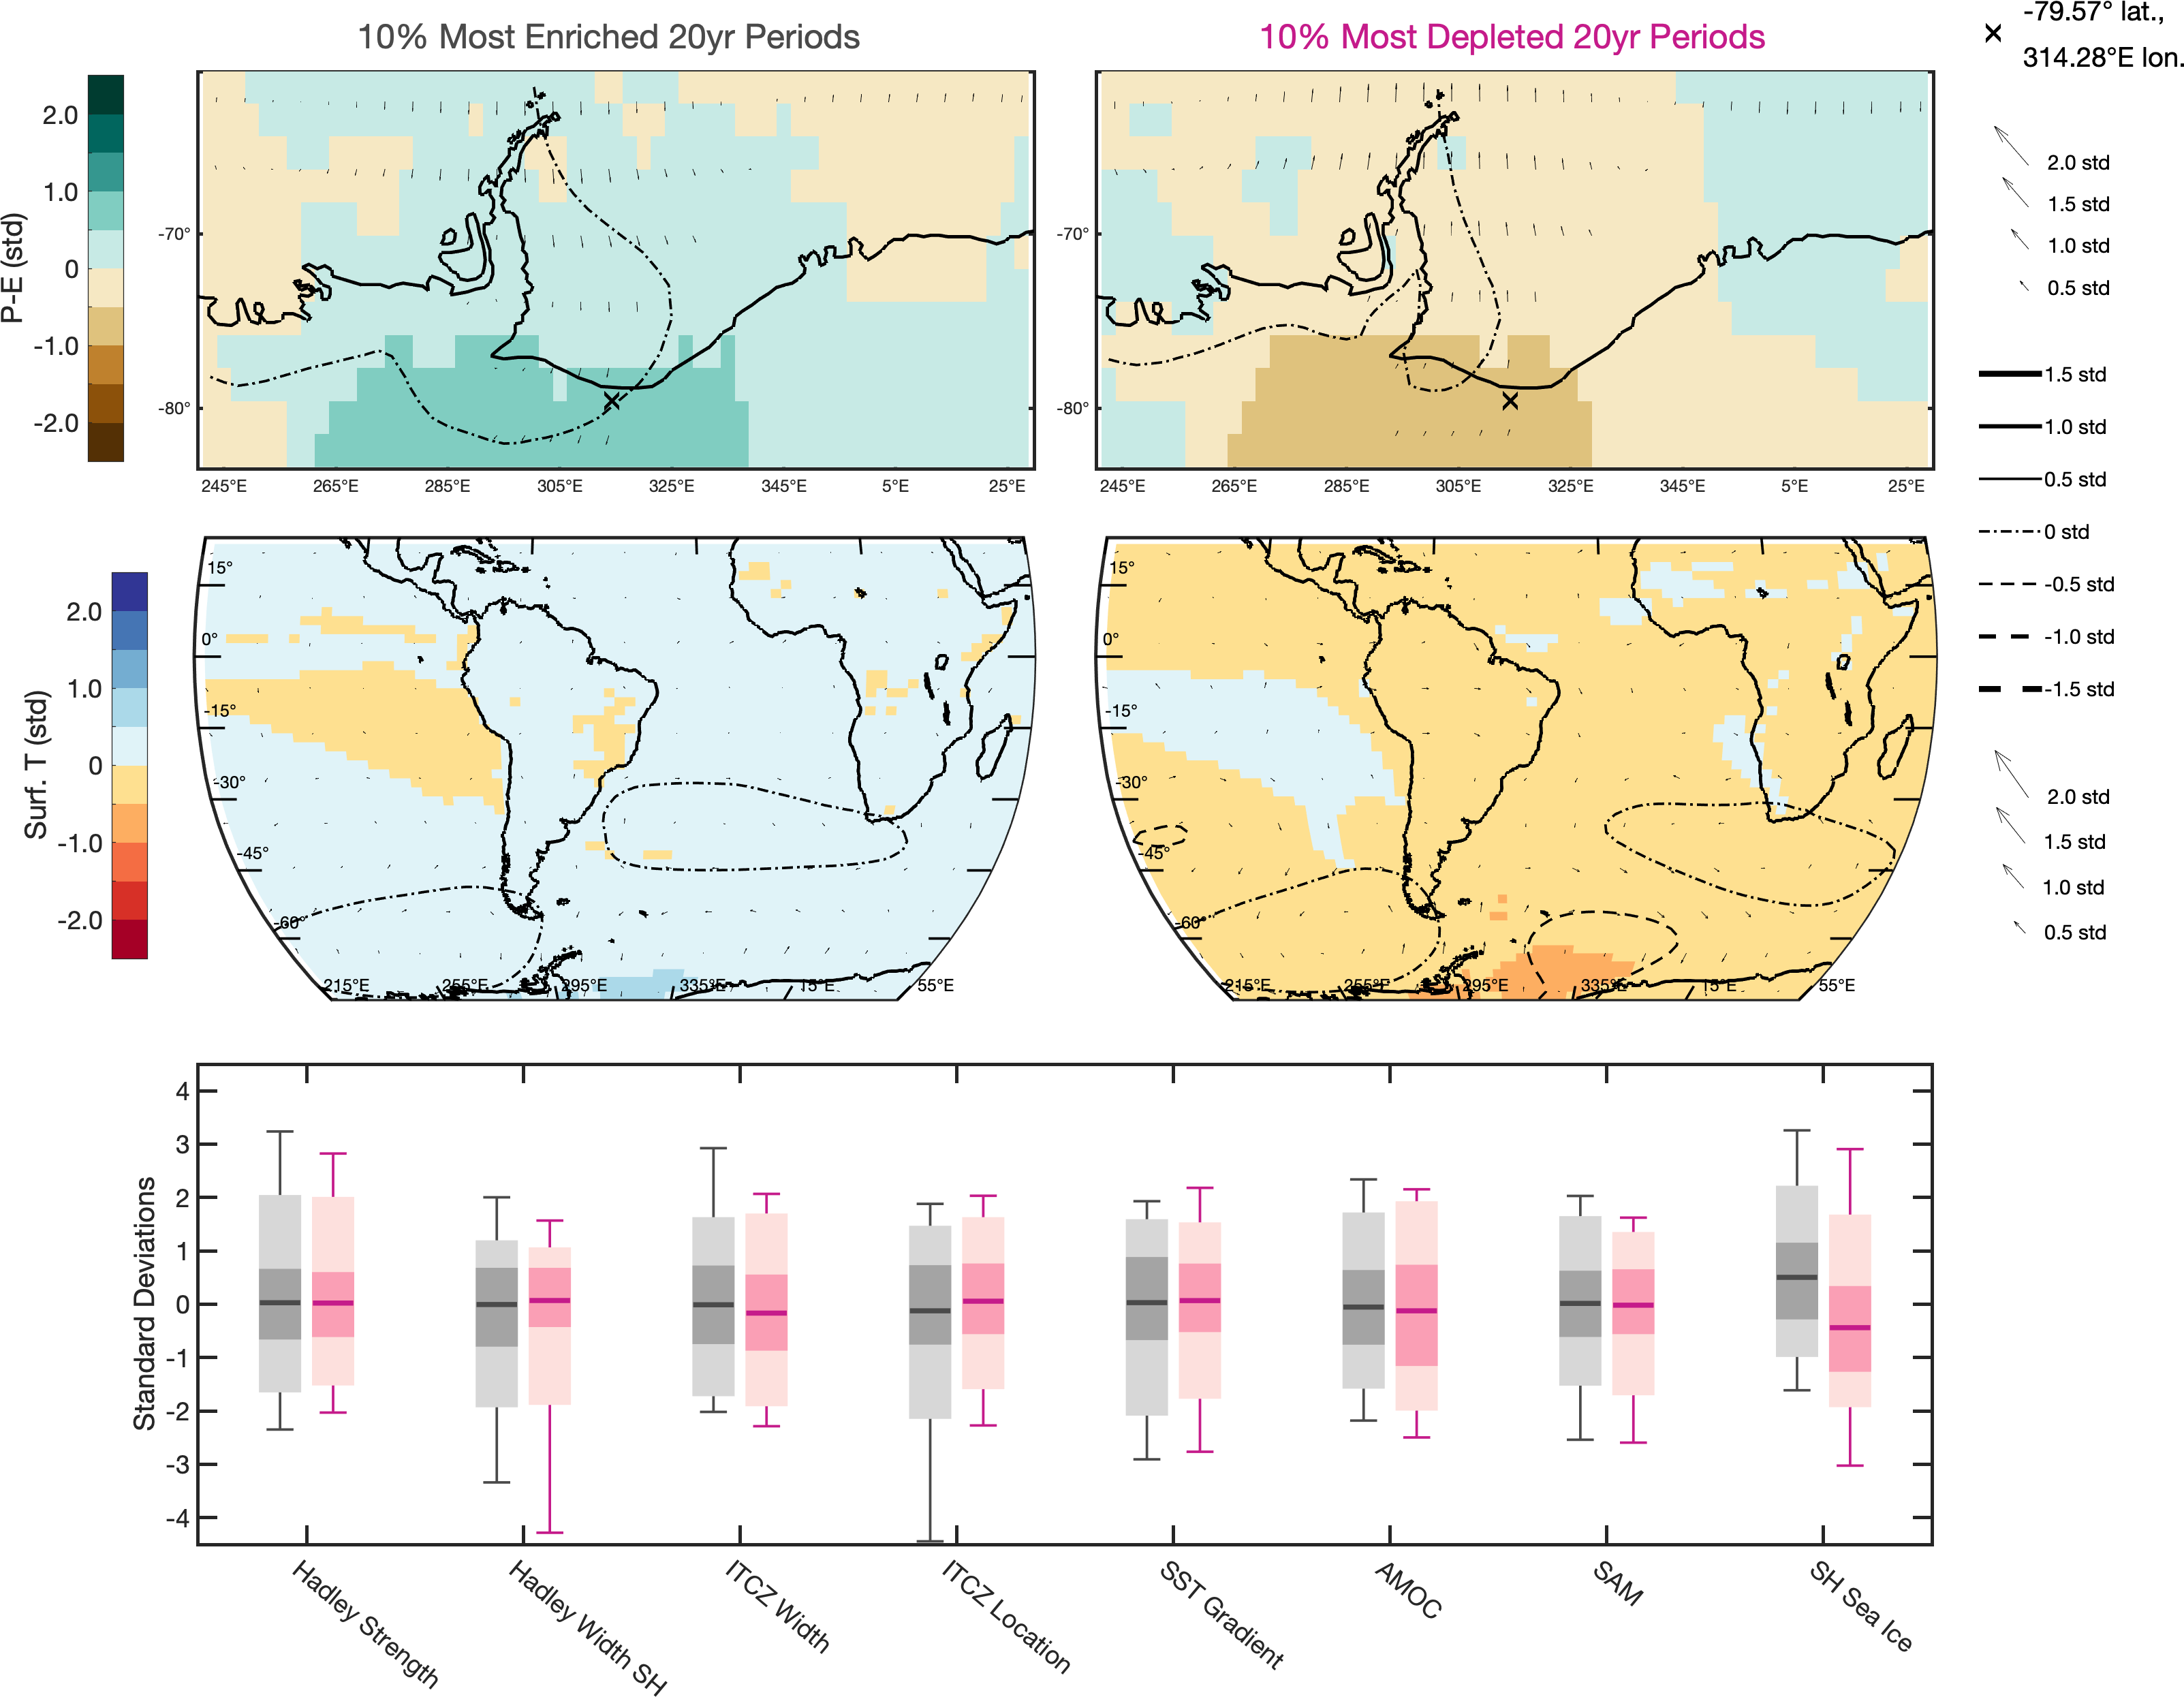 10% Most Enriched 20yr Periods
10% Most Depleted 20yr Periods
-79.57° lat.,
314.28°E lon.
P-E (std)
2.0
1.0
0
-1.0
-2.0
-70°
-80°
245°E 265°E 285°E 305°E 325°E 345°E 5°E 25°E
-70°
-80°
245°E 265°E 285°E 305°E 325°E 345°E 5°E 25°E
2.0 std
1.5 std
1.0 std
0.5 std
1.5 std
1.0 std
0.5 std
0 std
-0.5 std
-1.0 std
-1.5 std
2.0 std
1.5 std
1.0 std
0.5 std
Surf. T (std)
2.0
1.0
0
-1.0
-2.0
15°
0°
-15°
-30°
-45°
-60°
215°E 255°E 295°E 335°E 15°E 55°E
15°
0°
-15°
-30°
-45°
-60°
215°E 255°E 295°E 335°E 15°E 55°E
Standard Deviations
4
3
2
1
0
-1
-2
-3
-4
Hadley Strength
Hadley Width SH
ITCZ Width
ITCZ Location
SST Gradient
AMOC
SAM
SH Sea Ice